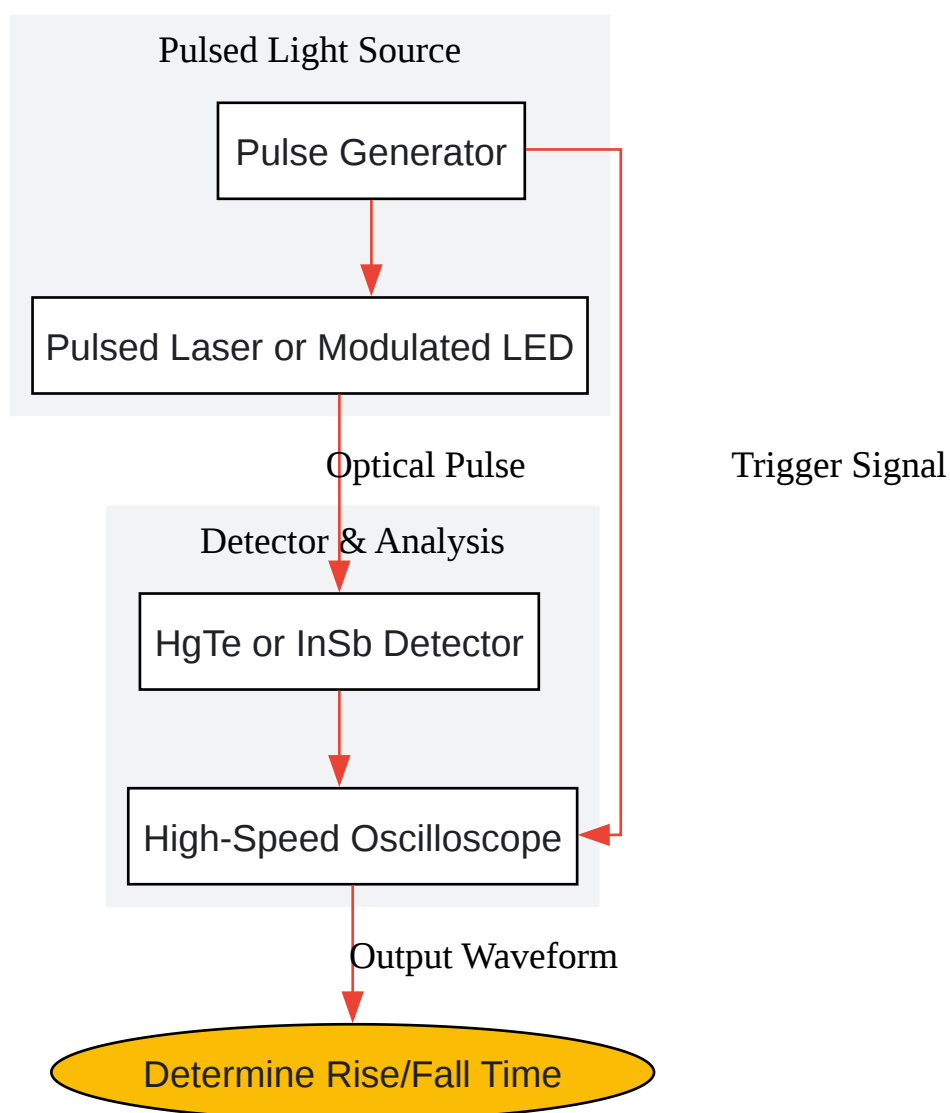 Pulsed Light Source
Pulse Generator
Pulsed Laser or Modulated LED
Optical Pulse
Trigger Signal
Detector & Analysis
HgTe or InSb Detector
High-Speed Oscilloscope
Output Waveform
Determine Rise/Fall Time